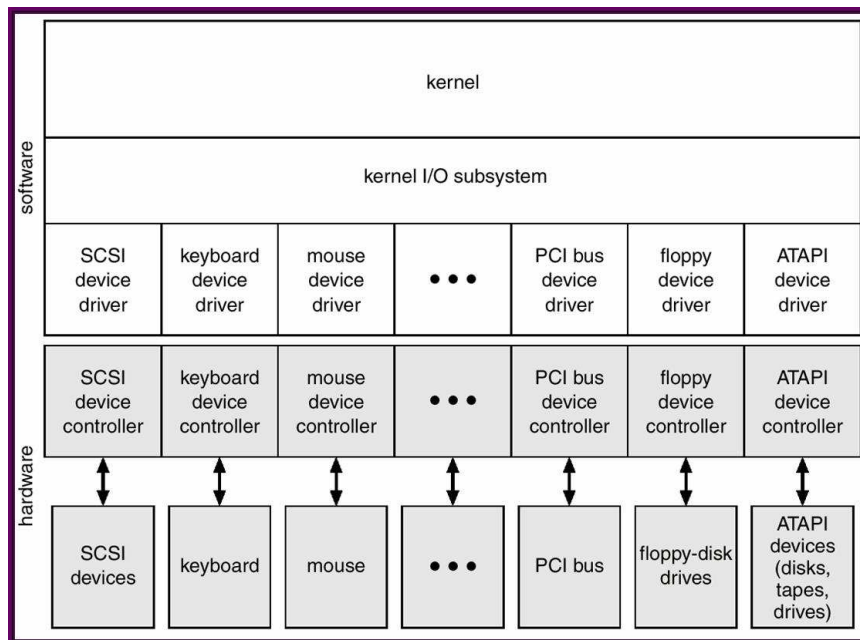 kernel
software
kernel I/O subsystem
SCSI
device
driver
keyboard
device
driver
mouse
device
driver
PCI bus
device
driver
floppy
device
driver
ATAPI
device
driver
hardware
SCSI
device
controller
keyboard
device
controller
mouse
device
controller
PCI bus
device
controller
floppy
device
controller
ATAPI
device
controller
SCSI
devices
keyboard
mouse
PCI bus
floppy-disk
drives
ATAPI
devices
(disks,
tapes,
drives)